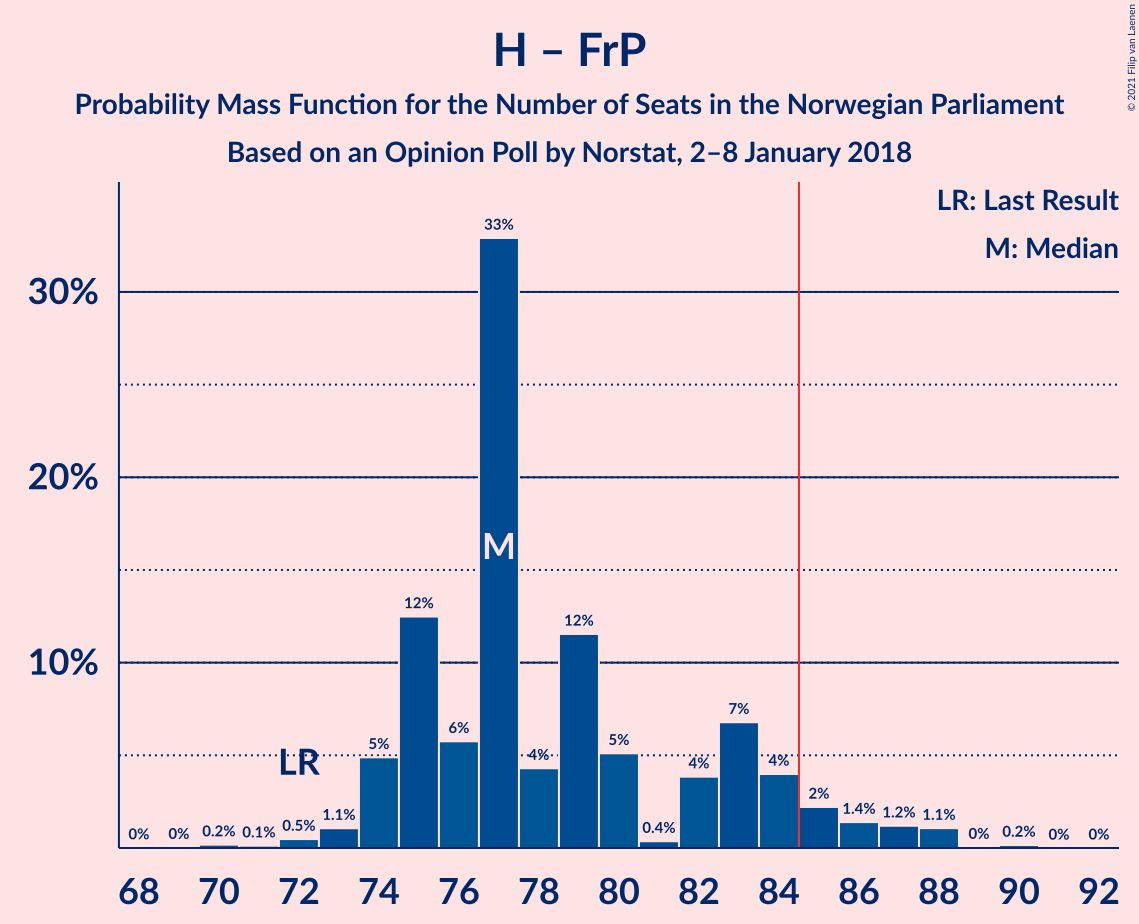 H – FrP
Probability Mass Function for the Number of Seats in the Norwegian Parliament
Based on an Opinion Poll by Norstat, 2–8 January 2018
© 2021 Filip van Laenen
LR: Last Result
M: Median
30%
20%
10%
0% 0% 0.2% 0.1% 0.5% 1.1% 5% 12% 6% 33% 4% 12% 5% 0.4% 4% 7% 4% 2% 1.4% 1.2% 1.1% 0% 0.2% 0% 0%
LR
M
68 70 72 74 76 78 80 82 84 86 88 90 92